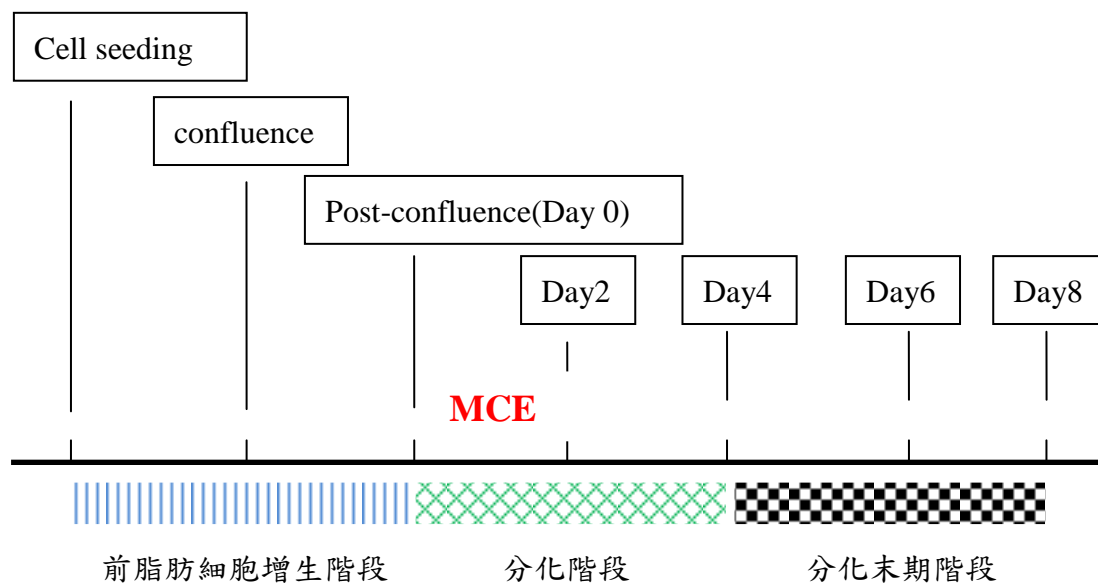 Cell seeding
confluence
Post-confluence(Day 0)
Day2
Day4
Day6
Day8
MCE
前脂肪細胞增生階段
分化階段
分化末期階段